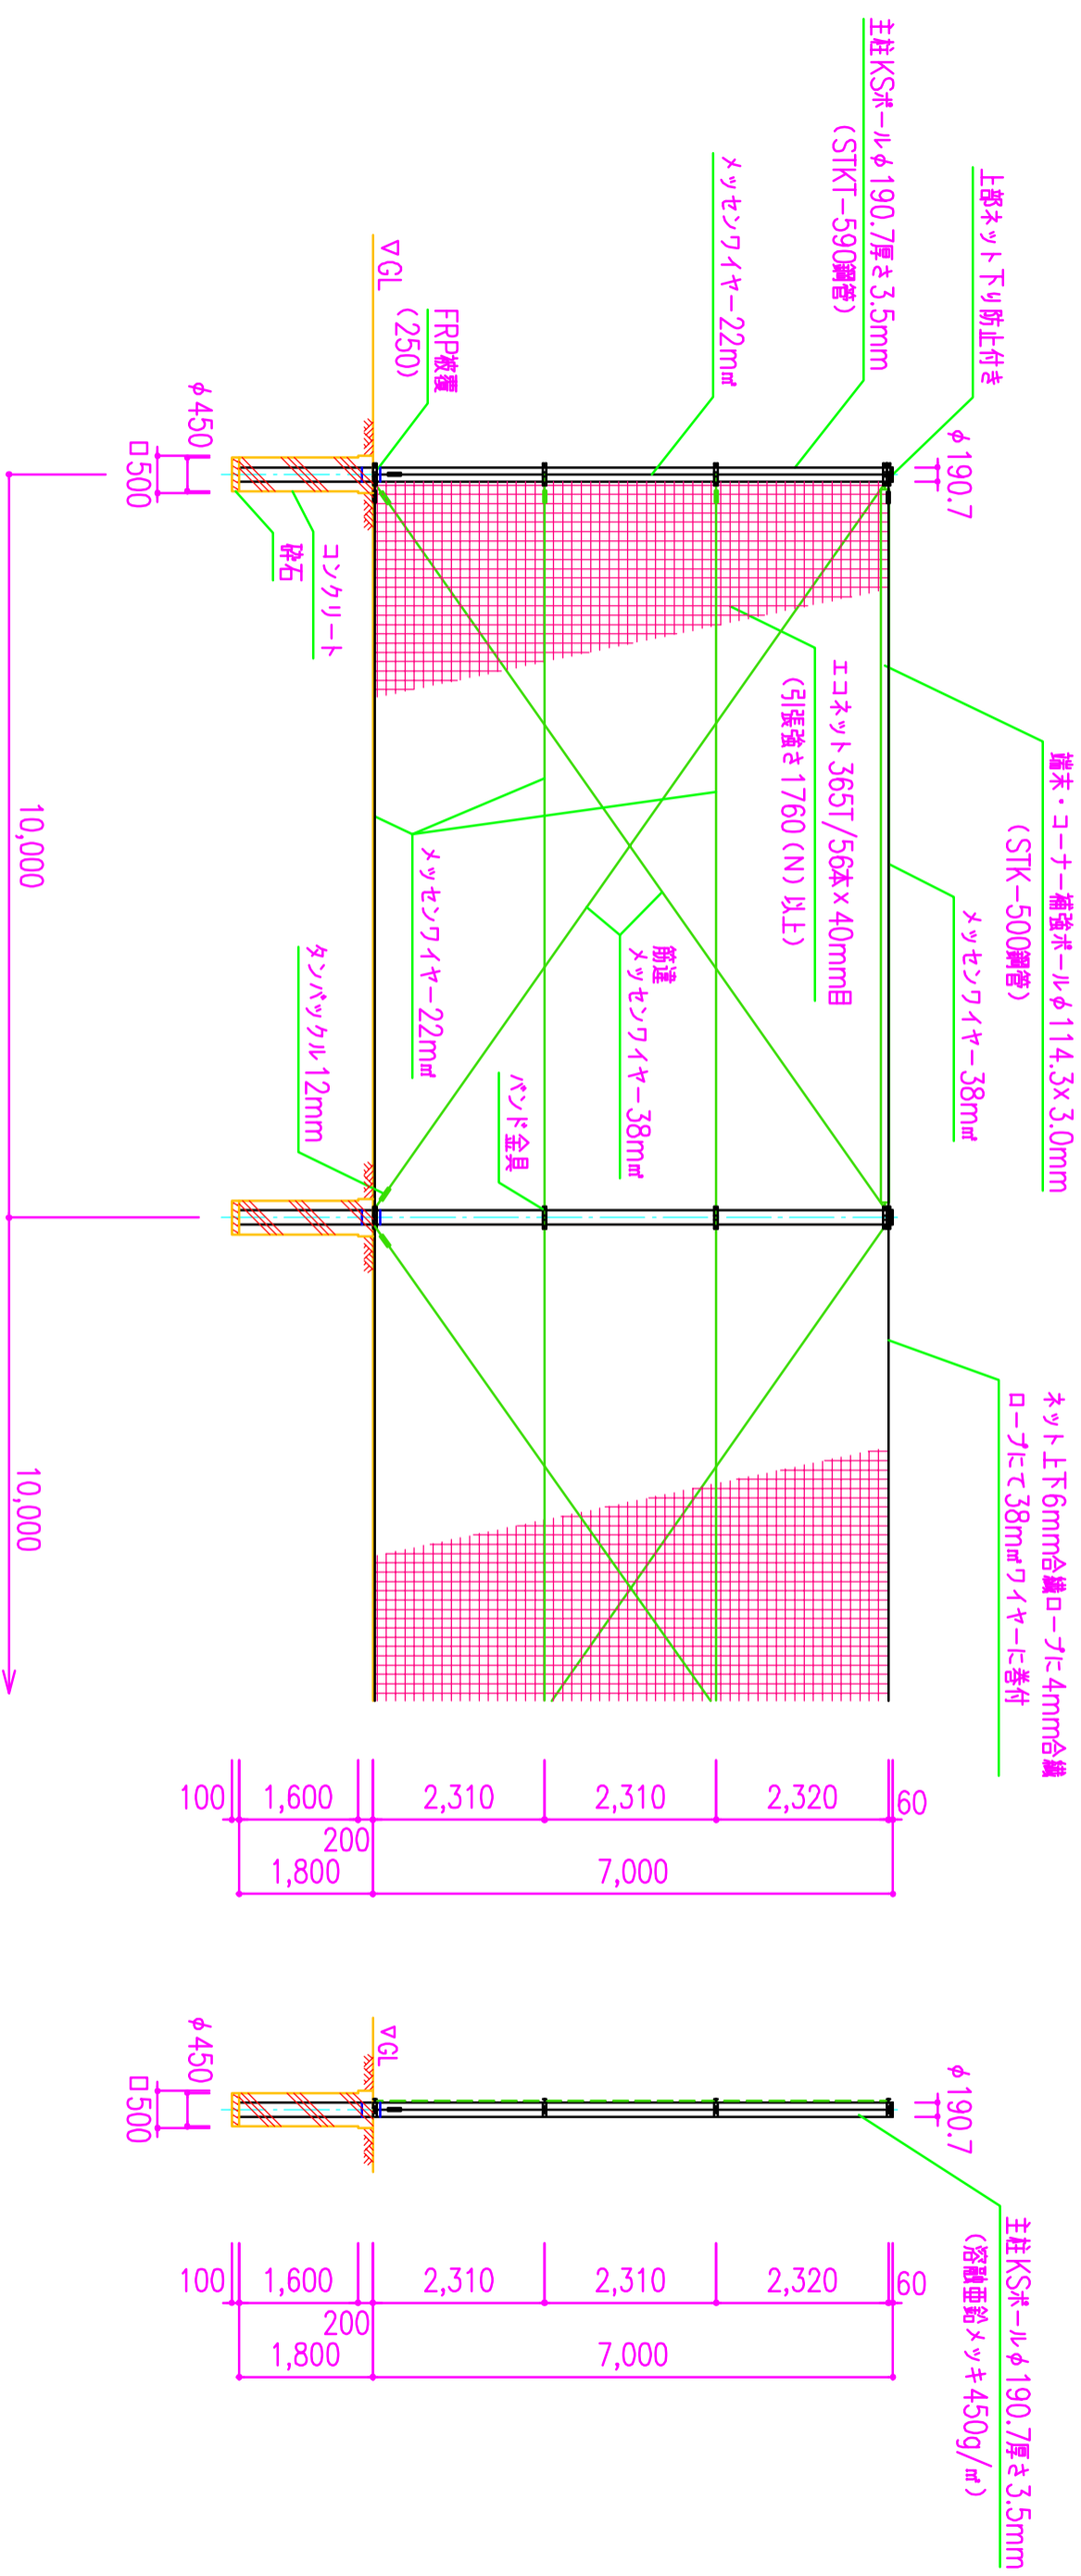 上部ネット下り防止付き
主柱KSポールφ190.7厚さ3.5mm
(STKT-590鋼管)
φ190.7
メッセンワイヤー22m㎡
▽GL
FRP被覆
(250)
φ450
□500
コンクリート
砕石
端末・コーナー補強ポールφ114.3×3.0mm
(STK-500鋼管)
メッセンワイヤー38m㎡
エコネット365T/56本×40mm目
(引張強さ1760(N)以上)
筋違
メッセンワイヤー38m㎡
メッセンワイヤー22m㎡
バンド金具
タンバックル12mm
10,000
10,000
ネット上下6mm合繊ロープに4mm合繊
ロープにて38m㎡ワイヤーに巻付
60
2,320
2,310
2,310
200
1,600
100
7,000
1,800
φ190.7
主柱KSポールφ190.7厚さ3.5mm
(溶融亜鉛メッキ450g/㎡)
▽GL
φ450
□500
60
2,320
2,310
2,310
200
1,600
100
7,000
1,800